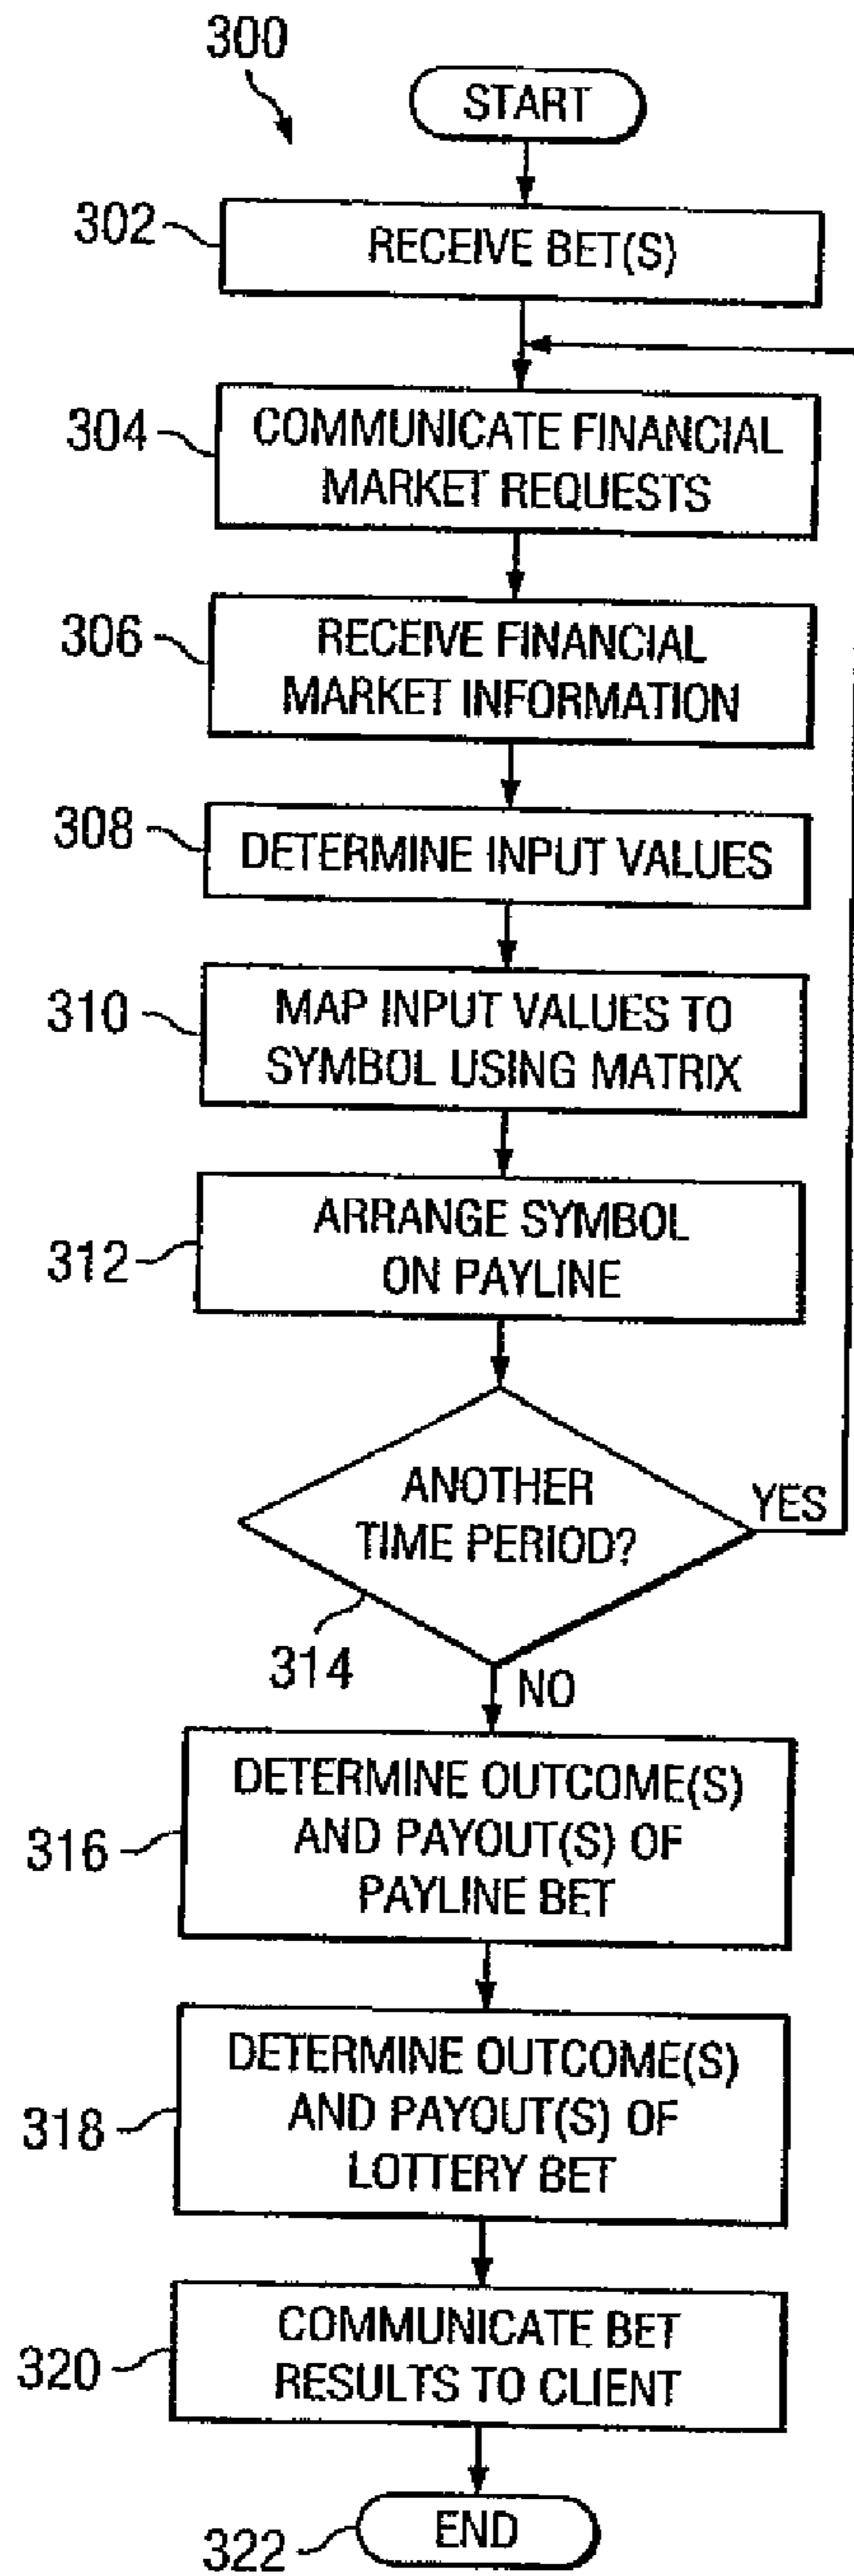 300
START
302
RECEIVE BET(S)
304
COMMUNICATE FINANCIAL
MARKET REQUESTS
306
RECEIVE FINANCIAL
MARKET INFORMATION
308
DETERMINE INPUT VALUES
310
MAP INPUT VALUES TO
SYMBOL USING MATRIX
312
ARRANGE SYMBOL
ON PAYLINE
ANOTHER
TIME PERIOD?
YES
314
NO
316
DETERMINE OUTCOME(S)
AND PAYOUT(S) OF
PAYLINE BET
318
DETERMINE OUTCOME(S)
AND PAYOUT(S) OF
LOTTERY BET
320
COMMUNICATE BET
RESULTS TO CLIENT
322
END